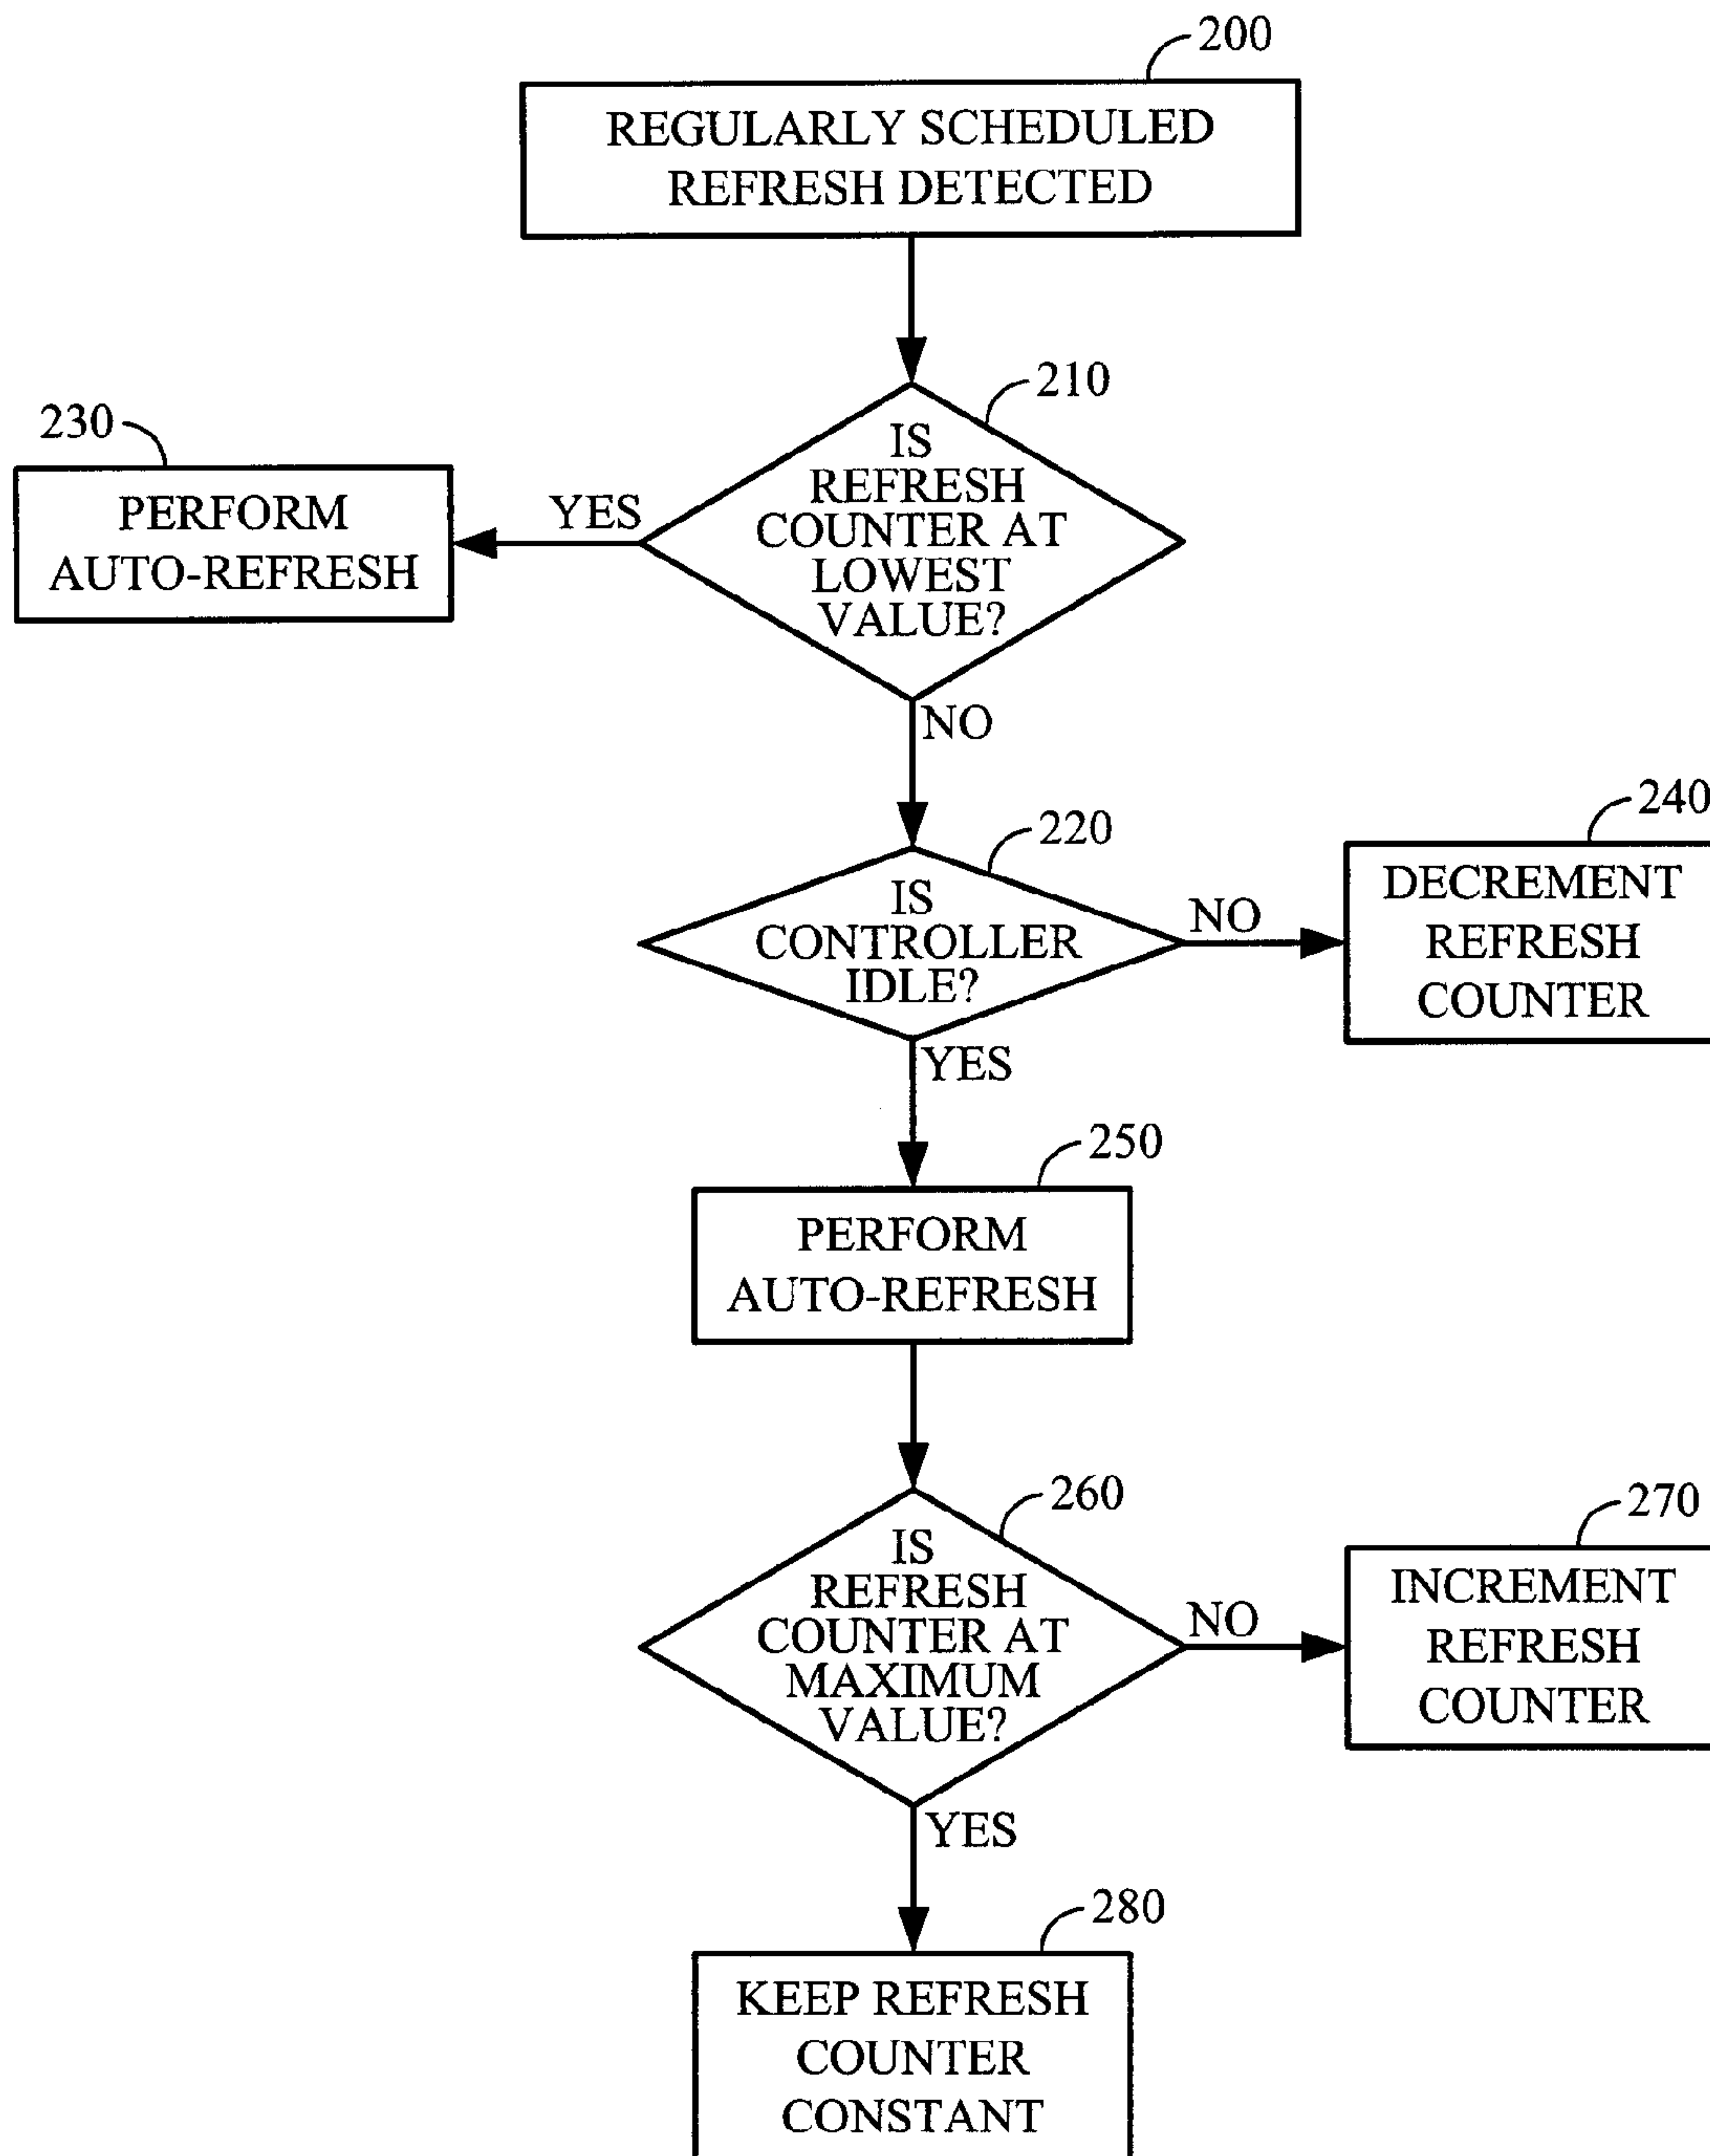 200
REGULARLY SCHEDULED
REFRESH DETECTED
210
IS
REFRESH
COUNTER AT
LOWEST
VALUE?
YES
230
PERFORM
AUTO-REFRESH
NO
220
IS
CONTROLLER
IDLE?
NO
240
DECREMENT
REFRESH
COUNTER
YES
250
PERFORM
AUTO-REFRESH
260
IS
REFRESH
COUNTER AT
MAXIMUM
VALUE?
NO
270
INCREMENT
REFRESH
COUNTER
YES
280
KEEP REFRESH
COUNTER
CONSTANT